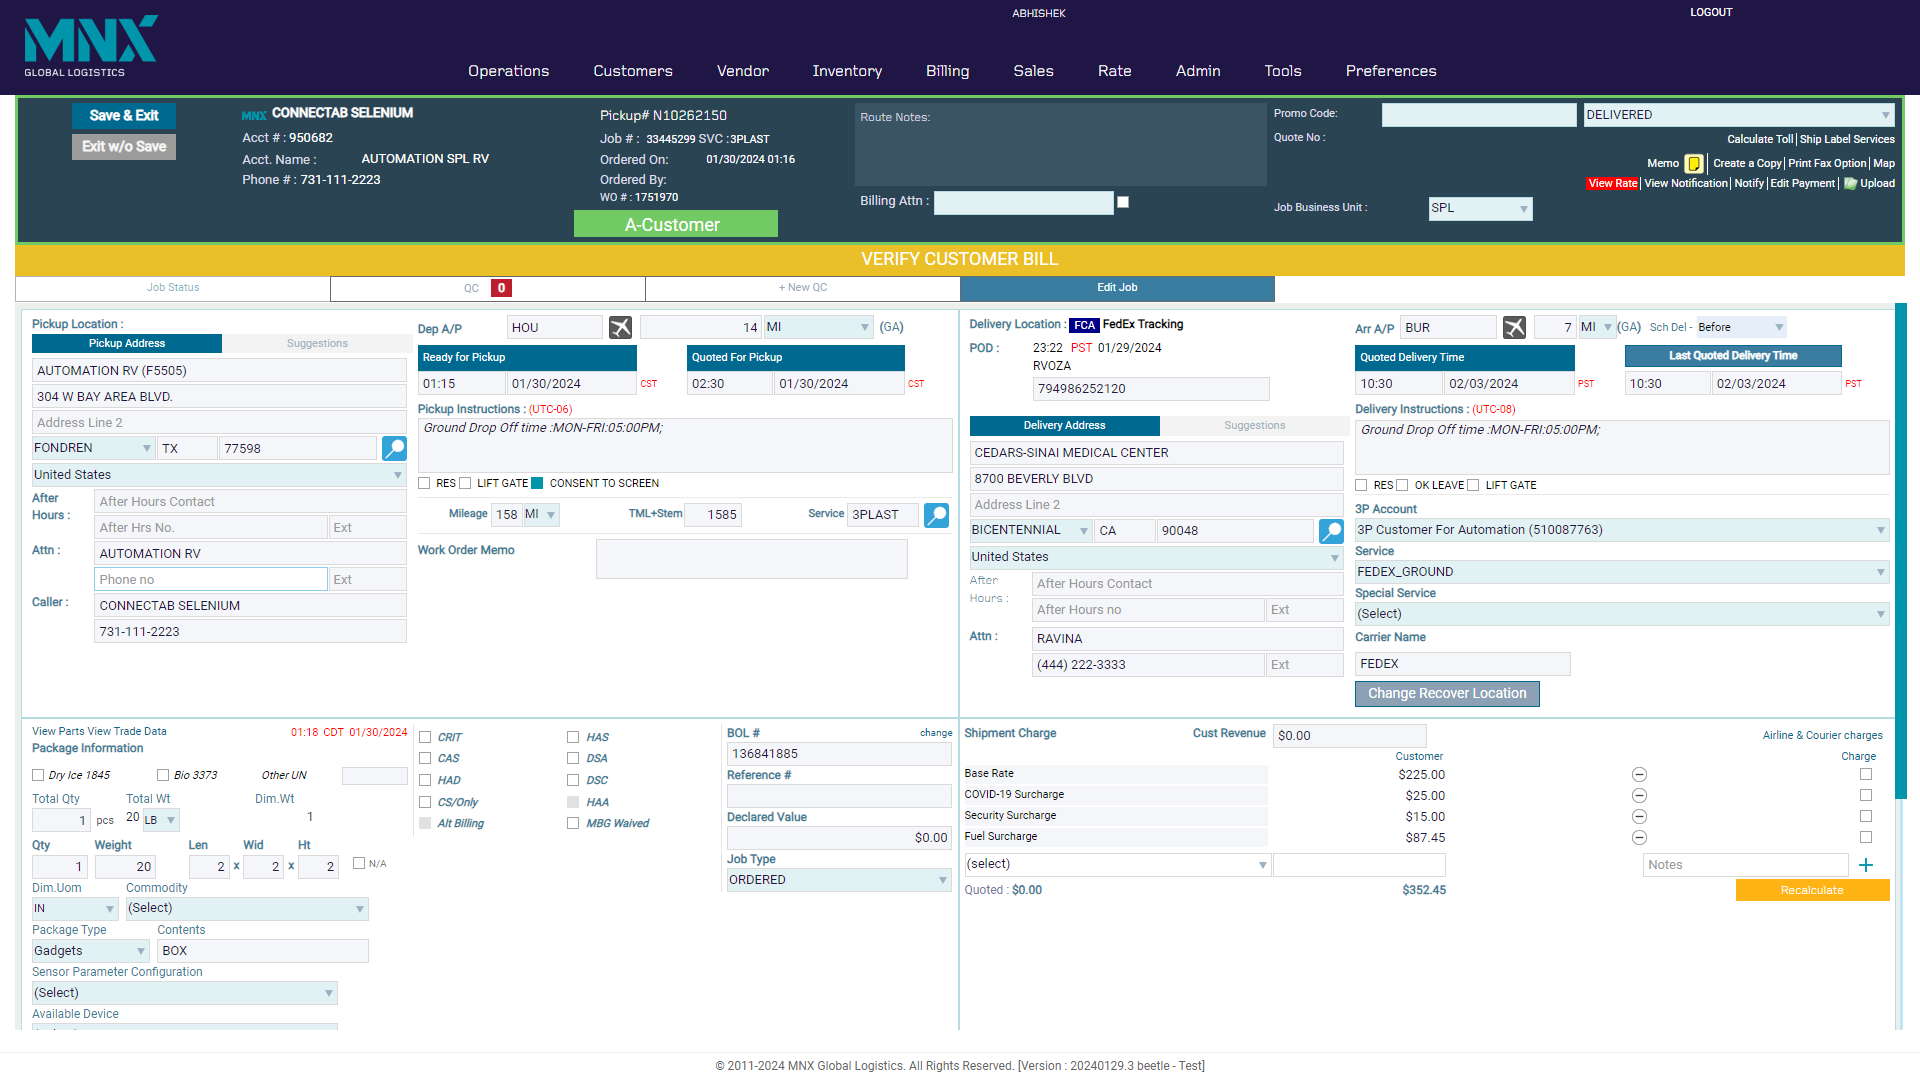 MNX
GLOBAL LOGISTICS
ABHISHEK
LOGOUT
Operations Customers Vendor Inventory Billing Sales Rate Admin Tools Preferences
Save & Exit
Exit w/o Save
MNX CONNECTAB SELENIUM
Acct # : 950682
Acct. Name : AUTOMATION SPL RV
Phone # : 731-111-2223
Pickup# N10262150
Job # : 33445299 SVC :3PLAST
Ordered On: 01/30/2024 01:16
Ordered By:
WO # : 1751970
A-Customer
Route Notes:
Billing Attn :
Promo Code:
DELIVERED
Quote No :
Calculate Toll | Ship Label Services
Memo | Create a Copy | Print Fax Option | Map
View Rate | View Notification | Notify | Edit Payment | Upload
Job Business Unit : SPL
VERIFY CUSTOMER BILL
Job Status
QC 0
+ New QC
Edit Job
Pickup Location :
Pickup Address Suggestions
AUTOMATION RV (F5505)
304 W BAY AREA BLVD.
Address Line 2
FONDREN TX 77598
United States
After Hours : After Hours Contact
After Hrs No. Ext
Attn : AUTOMATION RV
Phone no Ext
Caller : CONNECTAB SELENIUM
731-111-2223
Dep A/P HOU 14 MI (GA)
Ready for Pickup Quoted For Pickup
01:15 01/30/2024 CST 02:30 01/30/2024 CST
Pickup Instructions : (UTC-06)
Ground Drop Off time :MON-FRI:05:00PM;
RES LIFT GATE CONSENT TO SCREEN
Mileage 158 MI TML+Stem 1585 Service 3PLAST
Work Order Memo
Delivery Location : FCA FedEx Tracking
POD : 23:22 PST 01/29/2024
RVOZA
794986252120
Delivery Address Suggestions
CEDARS-SINAI MEDICAL CENTER
8700 BEVERLY BLVD
Address Line 2
BICENTENNIAL CA 90048
United States
After Hours : After Hours Contact
After Hours no Ext
Attn : RAVINA
(444) 222-3333 Ext
Arr A/P BUR 7 MI (GA) Sch Del - Before
Quoted Delivery Time Last Quoted Delivery Time
10:30 02/03/2024 PST 10:30 02/03/2024 PST
Delivery Instructions : (UTC-08)
Ground Drop Off time :MON-FRI:05:00PM;
RES OK LEAVE LIFT GATE
3P Account
3P Customer For Automation (510087763)
Service
FEDEX_GROUND
Special Service
(Select)
Carrier Name
FEDEX
Change Recover Location
View Parts View Trade Data 01:18 CDT 01/30/2024
Package Information
Dry Ice 1845 Bio 3373 Other UN
Total Qty Total Wt Dim.Wt
1 pcs 20 LB 1
Qty Weight Len Wid Ht
1 20 2 x 2 x 2 N/A
Dim.Uom Commodity
IN (Select)
Package Type Contents
Gadgets BOX
Sensor Parameter Configuration
(Select)
Available Device
CRIT HAS
CAS DSA
HAD DSC
CS/Only HAA
Alt Billing MBG Waived
BOL # change
136841885
Reference #
Declared Value
$0.00
Job Type
ORDERED
Shipment Charge Cust Revenue $0.00 Airline & Courier charges
Customer Charge
Base Rate $225.00
COVID-19 Surcharge $25.00
Security Surcharge $15.00
Fuel Surcharge $87.45
(select) Notes
Quoted : $0.00 $352.45 Recalculate
© 2011-2024 MNX Global Logistics. All Rights Reserved. [Version : 20240129.3 beetle - Test]